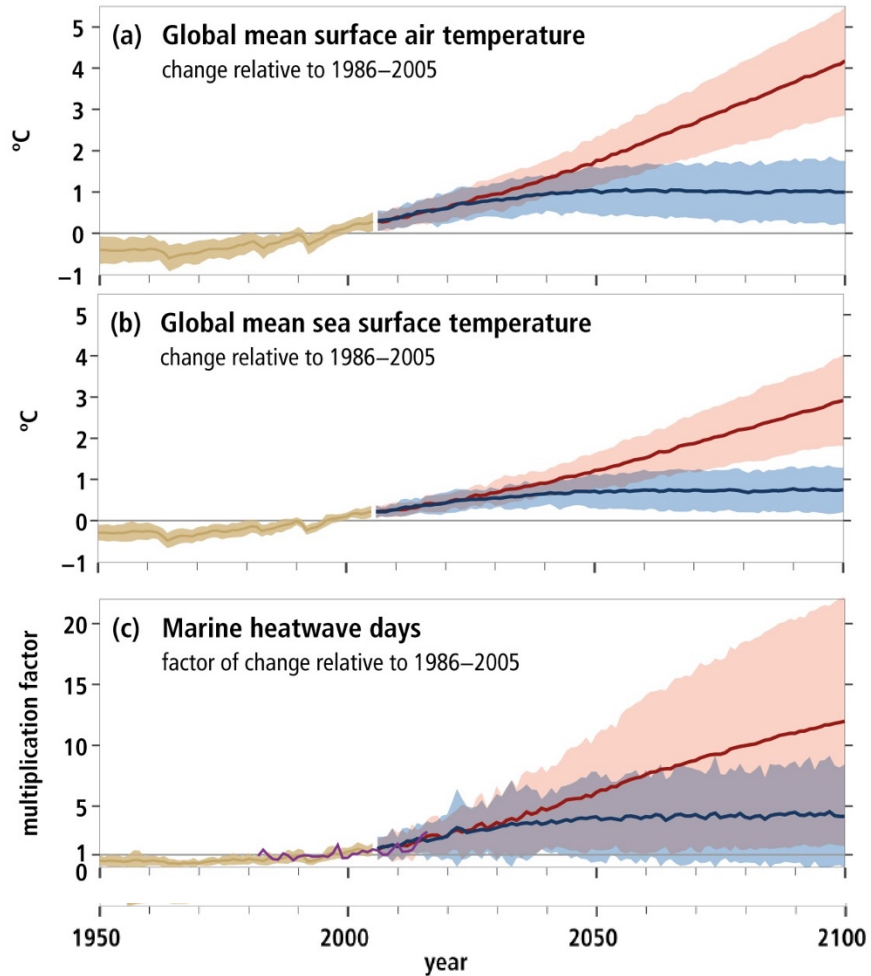 (a) Global mean surface air temperature
change relative to 1986–2005
5
4
3
2
1
0
−1
ºC
(b) Global mean sea surface temperature
change relative to 1986–2005
5
4
3
2
1
0
−1
ºC
(c) Marine heatwave days
factor of change relative to 1986–2005
20
15
10
5
1
0
multiplication factor
1950 2000 2050 2100
year